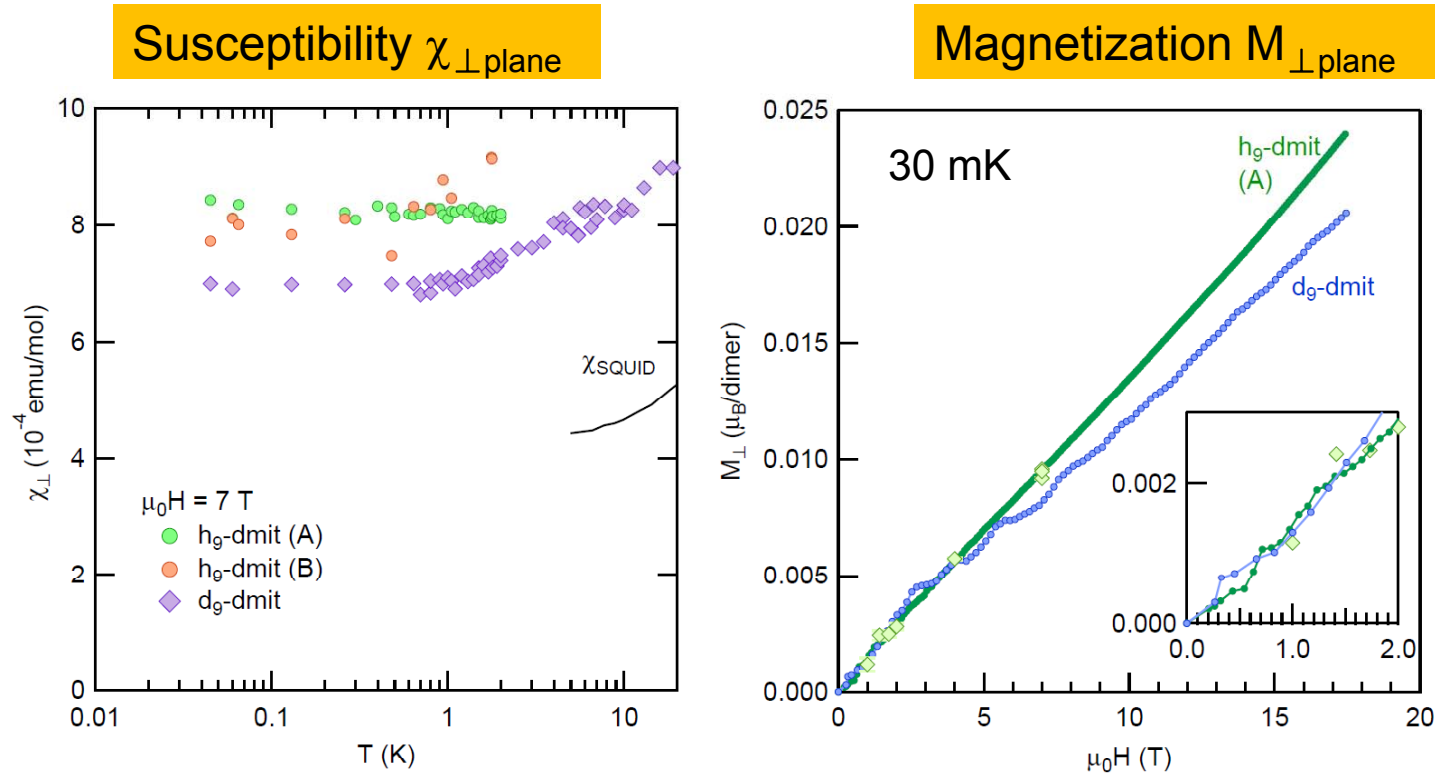 Susceptibility χ⊥plane
Magnetization M⊥plane
10
8
6
4
2
0
χ⊥ (10⁻⁴ emu/mol)
χSQUID
μ₀H = 7 T
h₉-dmit (A)
h₉-dmit (B)
d₉-dmit
0.01
0.1
1
10
T (K)
0.025
0.020
0.015
0.010
0.005
0.000
M⊥ (μB/dimer)
30 mK
h₉-dmit
(A)
d₉-dmit
0.002
0.000
0.0
1.0
2.0
0
5
10
15
20
μ₀H (T)